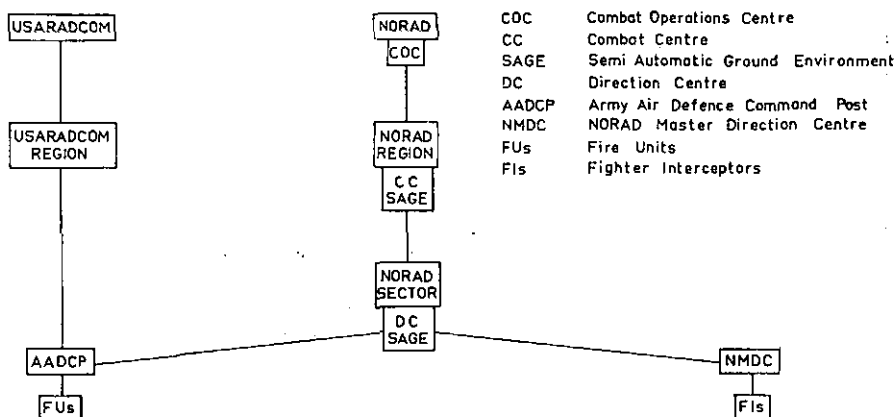 USARADCOM
NORAD
COC
COC Combat Operations Centre
CC Combat Centre
SAGE Semi Automatic Ground Environment
DC Direction Centre
AADCP Army Air Defence Command Post
NMDC NORAD Master Direction Centre
FUs Fire Units
FIs Fighter Interceptors
USARADCOM
REGION
NORAD
REGION
CC
SAGE
NORAD
SECTOR
DC
SAGE
AADCP
NMDC
FUs
FIs